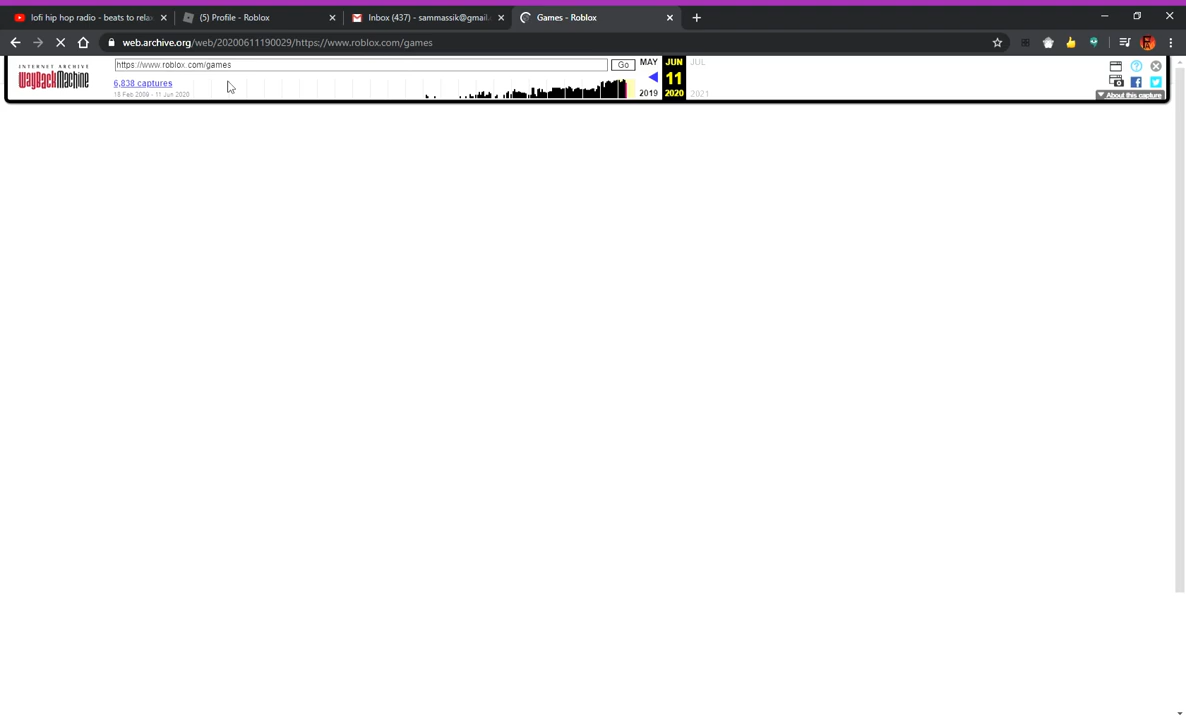 lofi hip hop radio - beats to rela
(5) Profile - Roblox
Inbox (437) - sammassik@gmail.
Games - Roblox
web.archive.org/web/20200611190029/https://www.roblox.com/games
INTERNET ARCHIVE
WayBackMachine
https://www.roblox.com/games
Go
MAY
JUN
JUL
6,838 captures
11
18 Feb 2009 - 11 Jun 2020
2019
2020
2021
About this capture